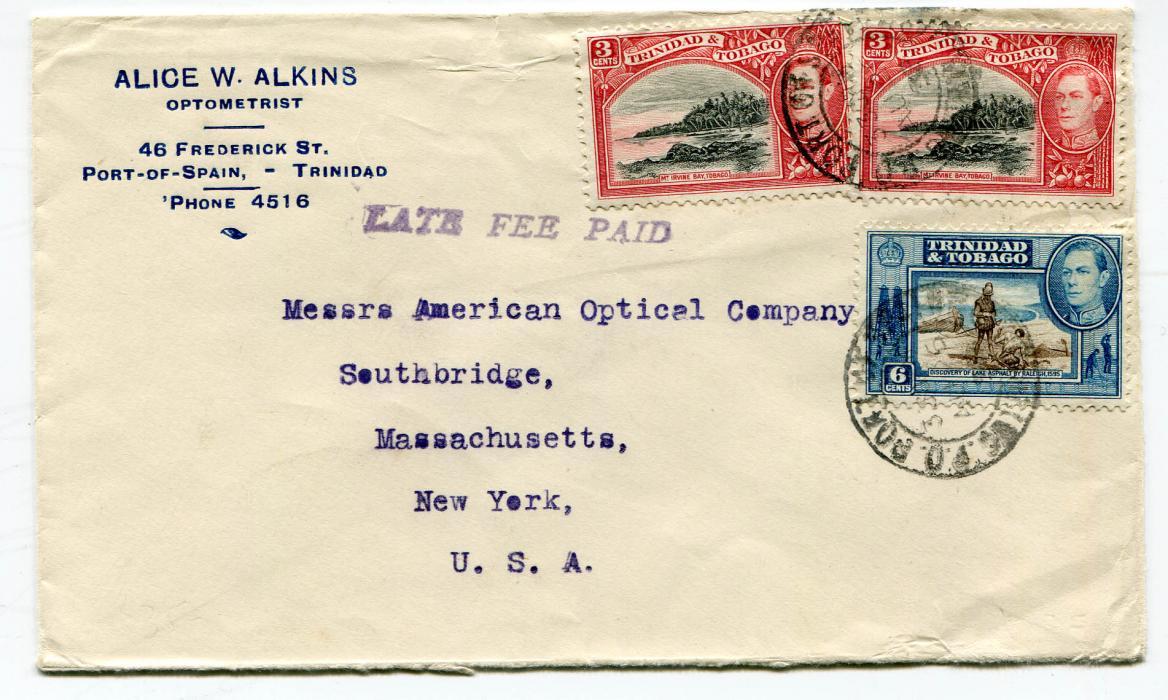 ALICE W. ALKINS
OPTOMETRIST
46 FREDERICK ST.
PORT-OF-SPAIN, - TRINIDAD
'PHONE 4516
LATE FEE PAID
3 CENTS
TRINIDAD & TOBAGO
MT. IRVINE BAY, TOBAGO
3 CENTS
TRINIDAD & TOBAGO
MT. IRVINE BAY, TOBAGO
TRINIDAD
& TOBAGO
DISCOVERY OF LAKE ASPHALT BY RALEIGH, 1595
6
CENTS
Messrs American Optical Company
Southbridge,
Massachusetts,
New York,
U. S. A.